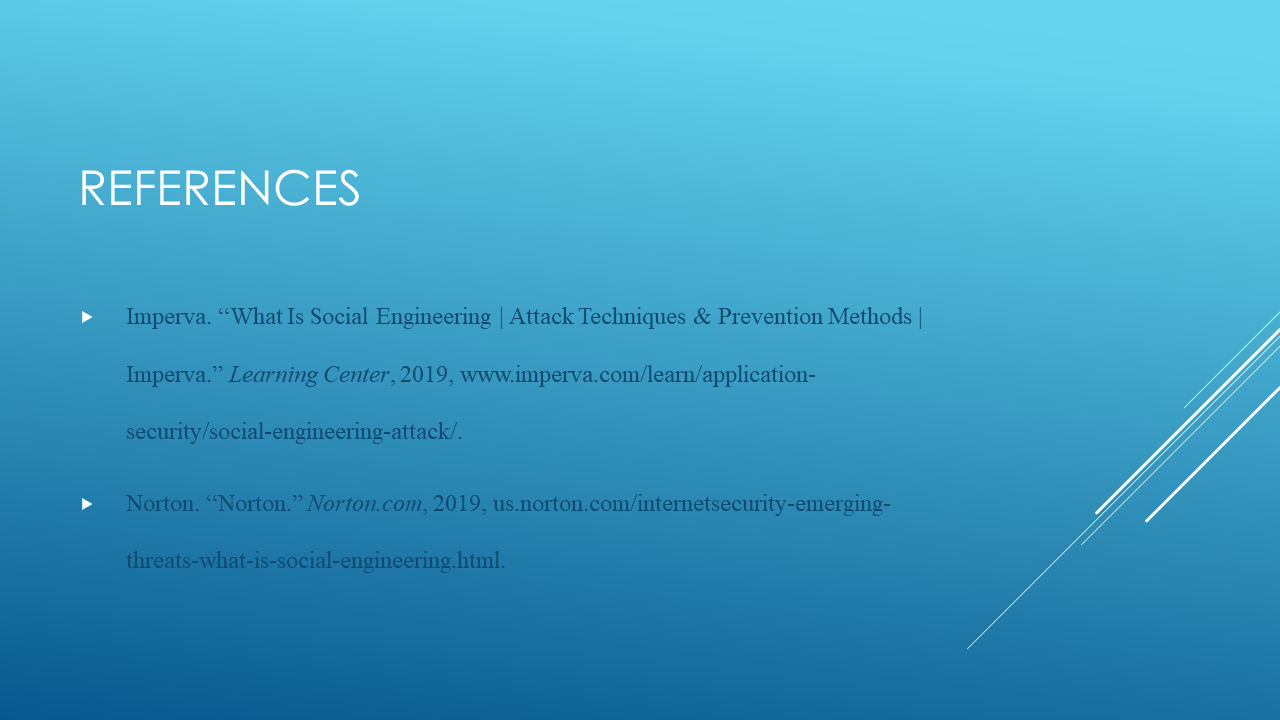 REFERENCES
Imperva. “What Is Social Engineering | Attack Techniques & Prevention Methods |
Imperva.” Learning Center, 2019, www.imperva.com/learn/application-
security/social-engineering-attack/.
Norton. “Norton.” Norton.com, 2019, us.norton.com/internetsecurity-emerging-
threats-what-is-social-engineering.html.